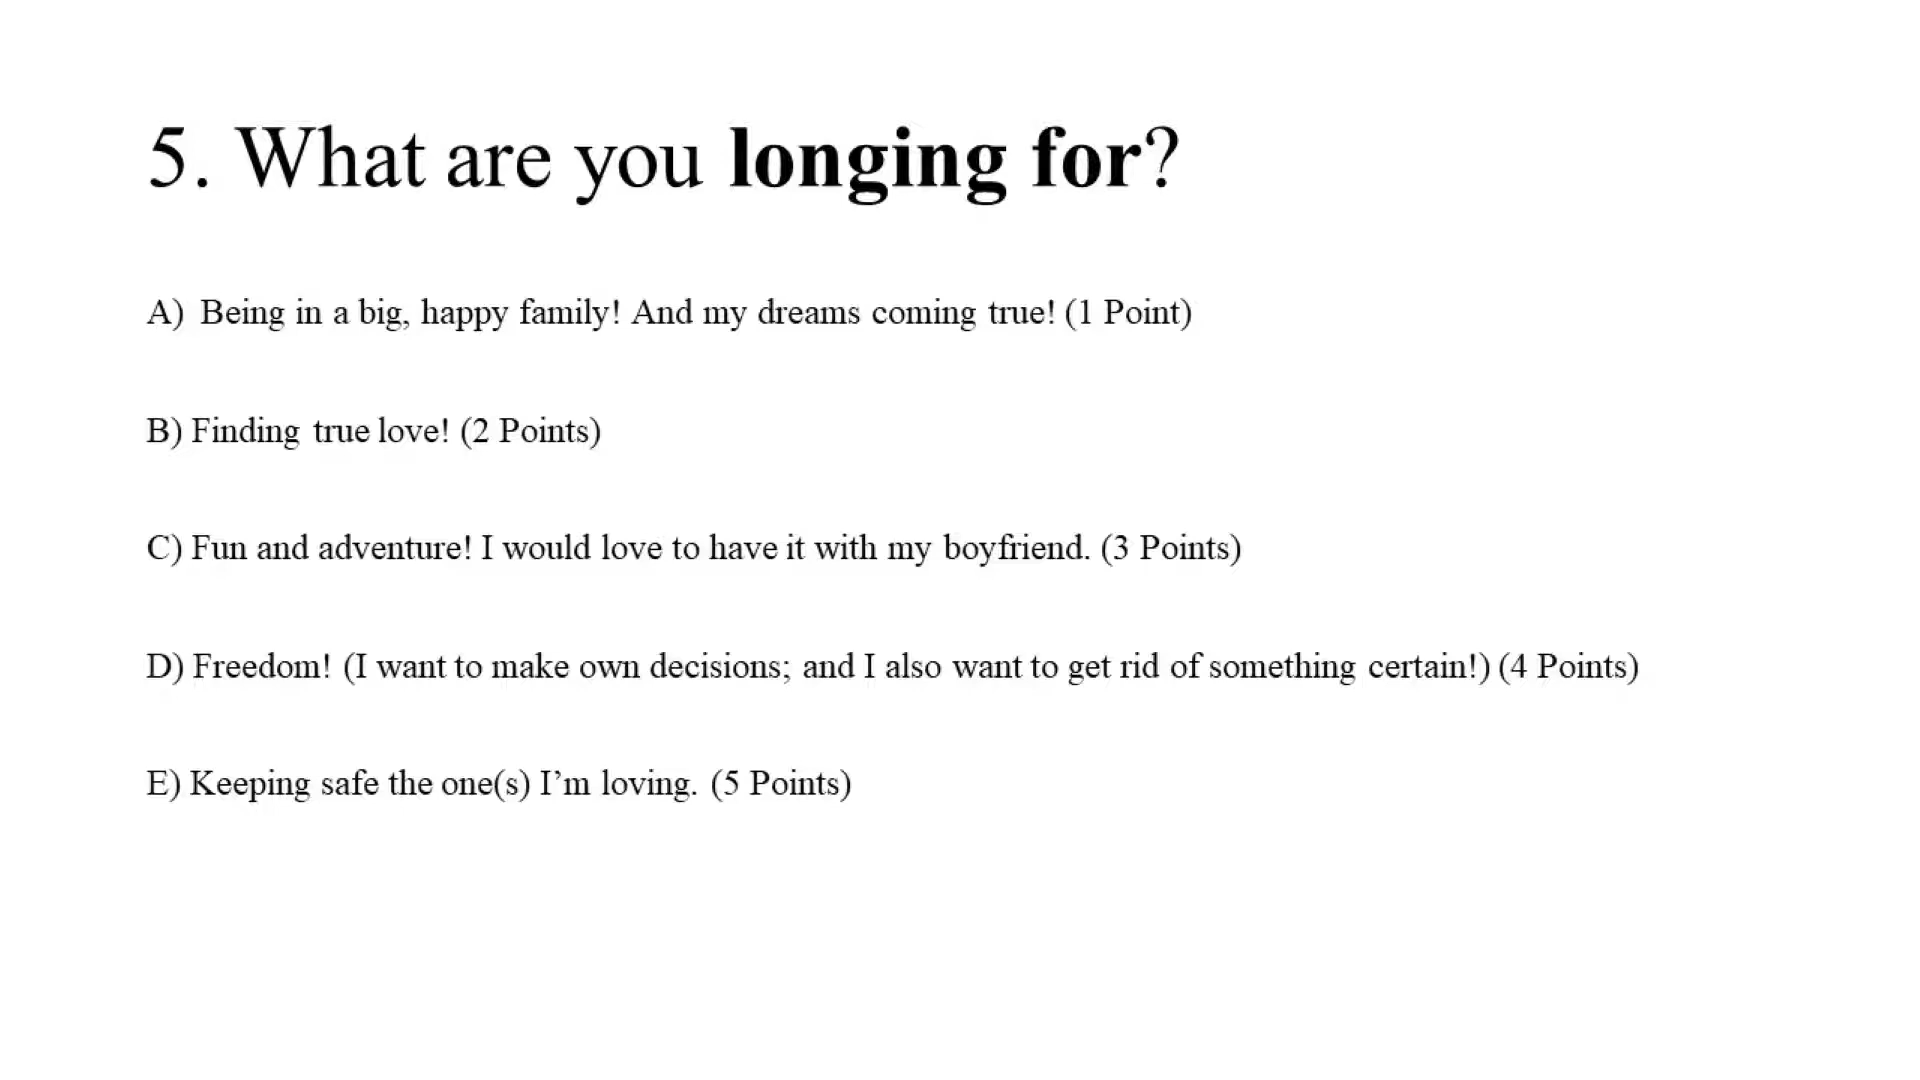 5. What are you longing for?
A) Being in a big, happy family! And my dreams coming true! (1 Point)
B) Finding true love! (2 Points)
C) Fun and adventure! I would love to have it with my boyfriend. (3 Points)
D) Freedom! (I want to make own decisions; and I also want to get rid of something certain!) (4 Points)
E) Keeping safe the one(s) I’m loving. (5 Points)